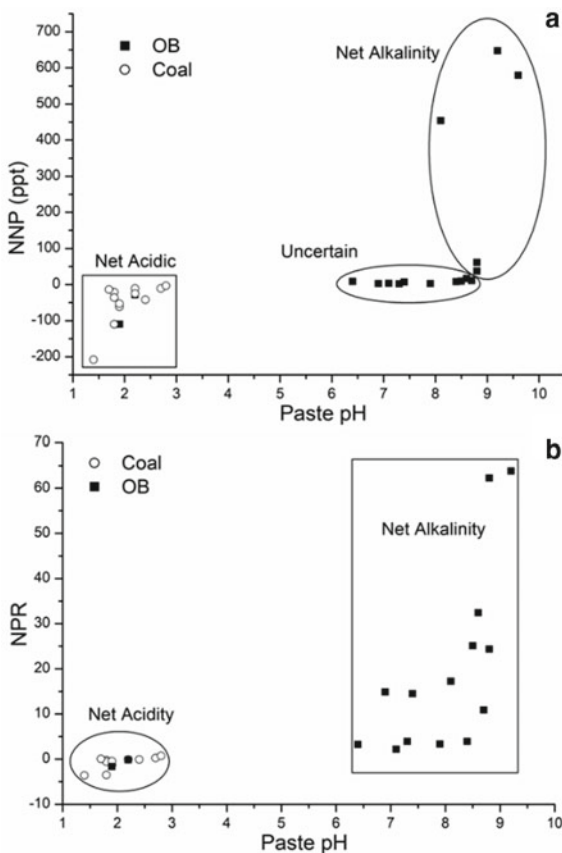 a
OB
Coal
Net Alkalinity
Uncertain
Net Acidic
NNP (ppt)
700
600
500
400
300
200
100
0
-100
-200
1 2 3 4 5 6 7 8 9 10
Paste pH
b
Coal
OB
Net Alkalinity
Net Acidity
NPR
70
60
50
40
30
20
10
0
-10
1 2 3 4 5 6 7 8 9 10
Paste pH